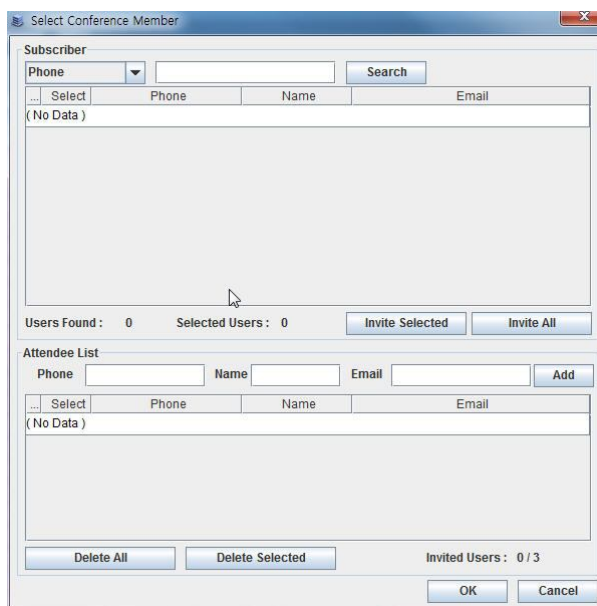 Select Conference Member
Subscriber
Phone Search
... Select Phone Name Email
( No Data )
Users Found : 0 Selected Users : 0 Invite Selected Invite All
Attendee List
Phone Name Email Add
... Select Phone Name Email
( No Data )
Delete All Delete Selected Invited Users : 0 / 3
OK Cancel